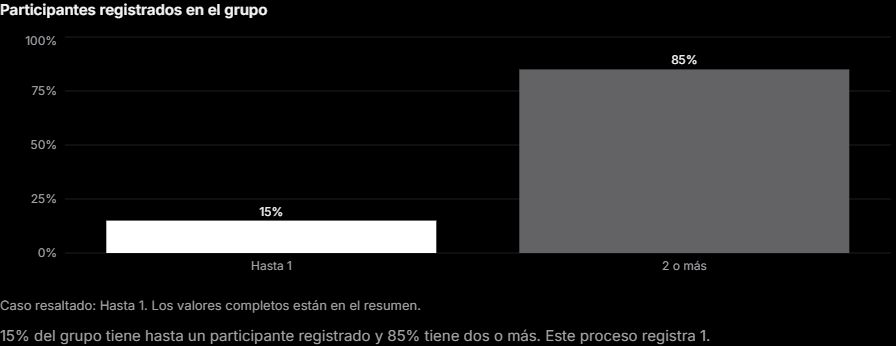 Participantes registrados en el grupo
100%
85%
75%
50%
25%
15%
0%
Hasta 1
2 o más
Caso resaltado: Hasta 1. Los valores completos están en el resumen.
15% del grupo tiene hasta un participante registrado y 85% tiene dos o más. Este proceso registra 1.